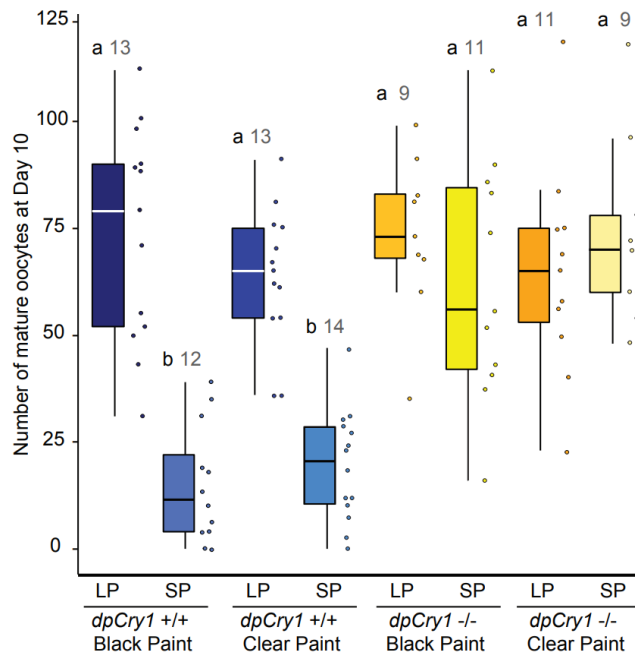 Number of mature oocytes at Day 10
125
100
75
50
25
0
a 13
b 12
a 13
b 14
a 9
a 11
a 11
a 9
LP SP LP SP LP SP LP SP
dpCry1 +/+ dpCry1 +/+ dpCry1 -/- dpCry1 -/-
Black Paint Clear Paint Black Paint Clear Paint